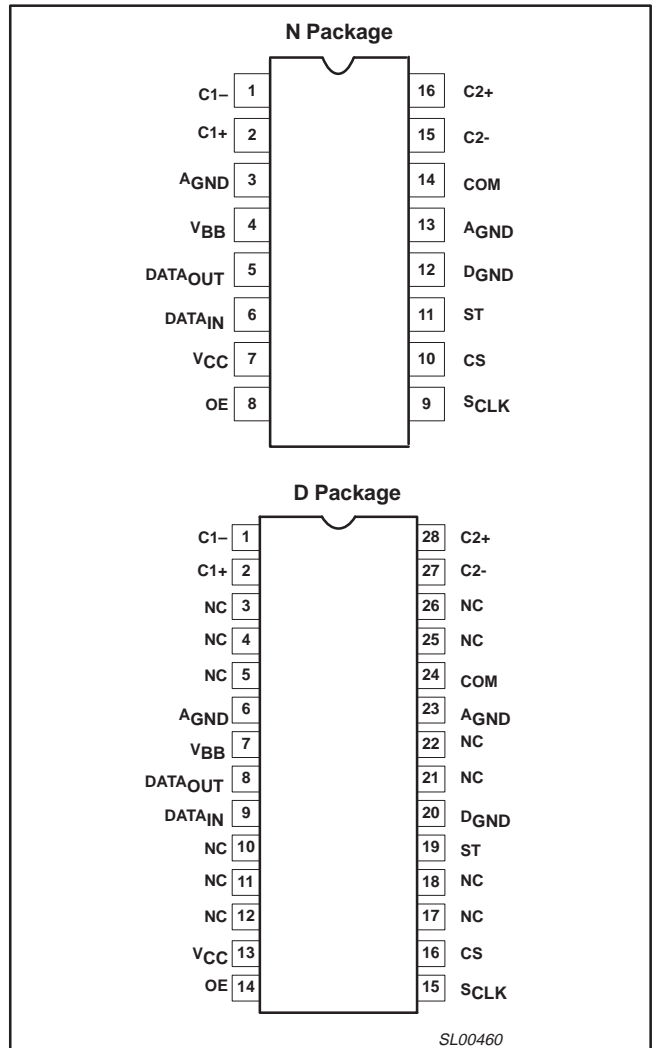 N Package
C1– 1 16 C2+
C1+ 2 15 C2-
AGND 3 14 COM
VBB 4 13 AGND
DATAOUT 5 12 DGND
DATAIN 6 11 ST
VCC 7 10 CS
OE 8 9 SCLK
D Package
C1– 1 28 C2+
C1+ 2 27 C2-
NC 3 26 NC
NC 4 25 NC
NC 5 24 COM
AGND 6 23 AGND
VBB 7 22 NC
DATAOUT 8 21 NC
DATAIN 9 20 DGND
NC 10 19 ST
NC 11 18 NC
NC 12 17 NC
VCC 13 16 CS
OE 14 15 SCLK
SL00460